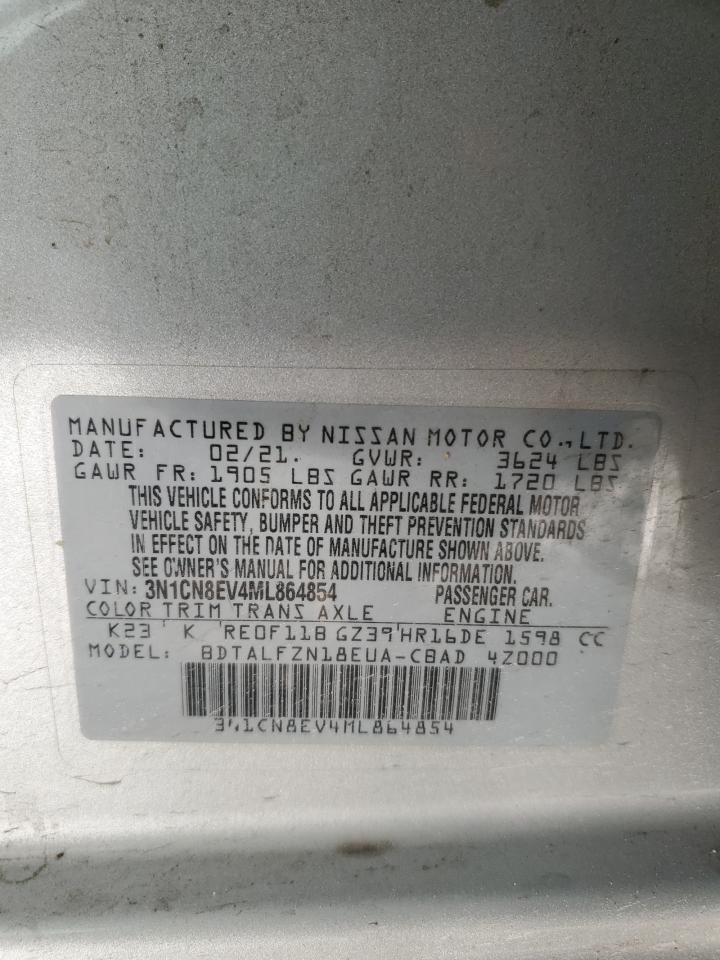 MANUFACTURED BY NISSAN MOTOR CO.,LTD.
DATE: 02/21. GVWR: 3624 LBS
GAWR FR: 1905 LBS GAWR RR: 1720 LBS
THIS VEHICLE CONFORMS TO ALL APPLICABLE FEDERAL MOTOR
VEHICLE SAFETY, BUMPER AND THEFT PREVENTION STANDARDS
IN EFFECT ON THE DATE OF MANUFACTURE SHOWN ABOVE.
SEE OWNER'S MANUAL FOR ADDITIONAL INFORMATION.
VIN: 3N1CN8EV4ML864854 PASSENGER CAR.
COLOR TRIM TRANS AXLE ENGINE
K23 K RE0F11B GZ39 HR16DE 1598 CC
MODEL: BDTALFZN18EUA-CBAD 4Z000
3N1CN8EV4ML864854